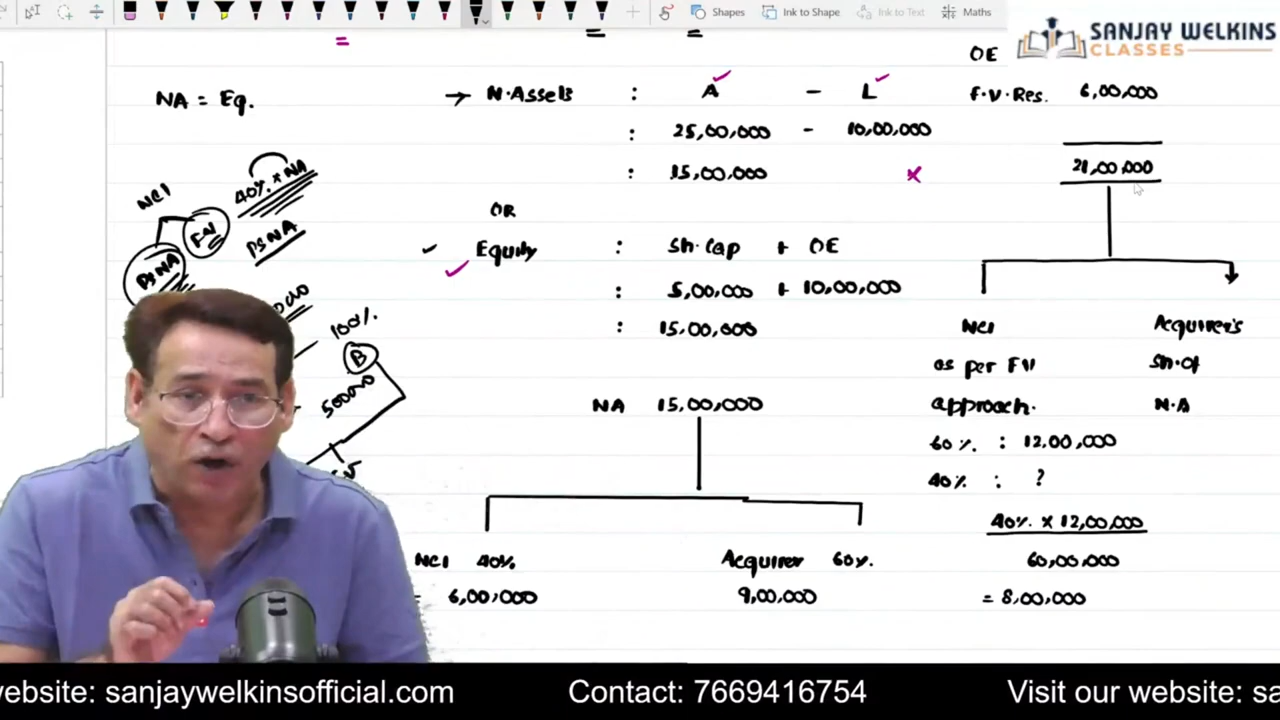 Shapes
Ink to Shape
Ink to Text
Maths
SANJAY WELKINS
CLASSES
NA = Eq.
→ N.Assets : A - L
: 25,00,000 - 10,00,000
: 15,00,000
OR
Equity : Sh.Cap + OE
: 5,00,000 + 10,00,000
: 15,00,000
NA 15,00,000
NCI 40% Acquirer 60%.
6,00,000 9,00,000
NCI
40%. x NA
FN
PSNA
PSNA
100%.
B
50000
OE
F.V.Res. 6,00,000
21,00,000
NCI
as per FV
approach.
60%. : 12,00,000
40%. : ?
40%. x 12,00,000
60,00,000
= 8,00,000
Acquirer's
Sh.of
N.A
ebsite: sanjaywelkinsofficial.com Contact: 7669416754 Visit our website: sa